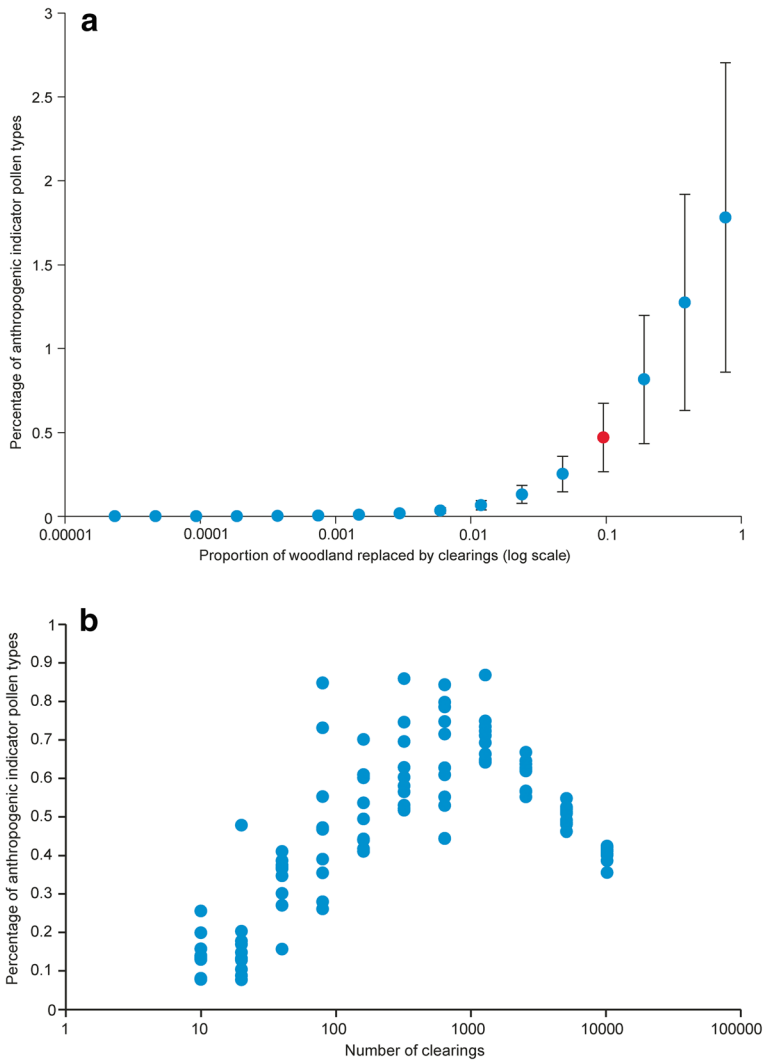 a
Percentage of anthropogenic indicator pollen types
3
2.5
2
1.5
1
0.5
0
0.00001 0.0001 0.001 0.01 0.1 1
Proportion of woodland replaced by clearings (log scale)
b
Percentage of anthropogenic indicator pollen types
1
0.9
0.8
0.7
0.6
0.5
0.4
0.3
0.2
0.1
0
1 10 100 1000 10000 100000
Number of clearings